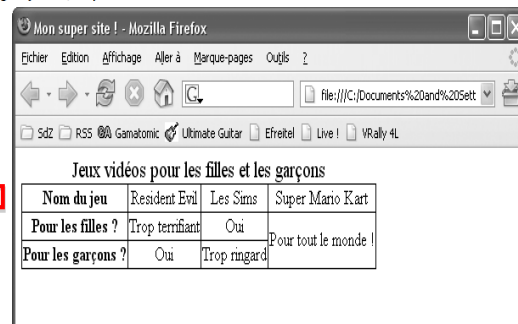 Mon super site ! - Mozilla Firefox
Fichier Edition Affichage Aller à Marque-pages Outils ?
G file:///C:/Documents%20and%20Sett
SdZ RSS Gamatomic Ultimate Guitar Efreitel Live ! VRally 4L
Jeux vidéos pour les filles et les garçons
Nom du jeu Resident Evil Les Sims Super Mario Kart
Pour les filles ? Trop terrifiant Oui Pour tout le monde !
Pour les garçons ? Oui Trop ringard